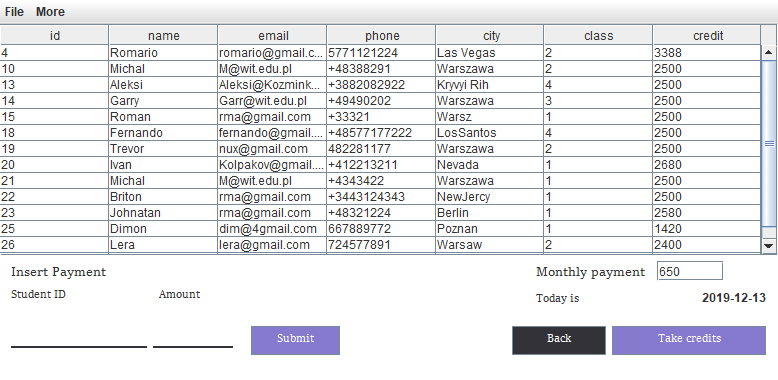 File More
id name email phone city class credit
4 Romario romario@gmail.c... 5771121224 Las Vegas 2 3388
10 Michal M@wit.edu.pl +48388291 Warszawa 2 2500
13 Aleksi Aleksi@Kozmink... +3882082922 Kryvyi Rih 4 2500
14 Garry Garr@wit.edu.pl +49490202 Warszawa 3 2500
15 Roman rma@gmail.com +33321 Warsz 1 2500
18 Fernando fernando@gmail.... +48577177222 LosSantos 4 2500
19 Trevor nux@gmail.com 482281177 Warszawa 2 2500
20 Ivan Kolpakov@gmail.... +412213211 Nevada 1 2680
21 Michal M@wit.edu.pl +4343422 Warszawa 1 2500
22 Briton rma@gmail.com +3443124343 NewJercy 1 2500
23 Johnatan rma@gmail.com +48321224 Berlin 1 2580
25 Dimon dim@4gmail.com 667889772 Poznan 1 1420
26 Lera lera@gmail.com 724577891 Warsaw 2 2400
Insert Payment Monthly payment 650
Student ID Amount Today is 2019-12-13
Submit Back Take credits